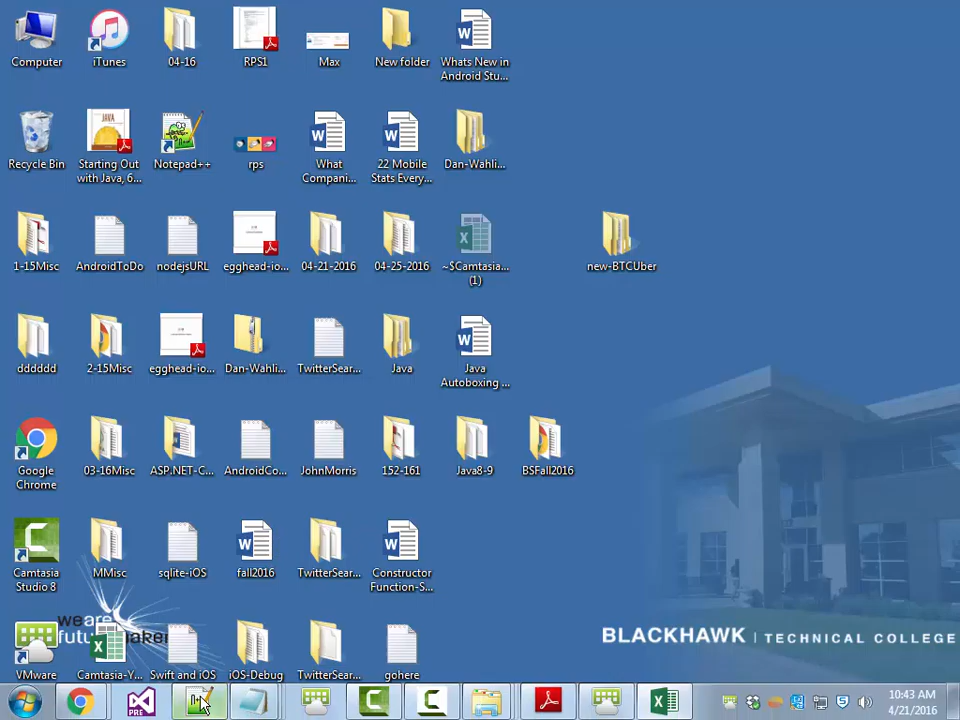 Computer
iTunes
04-16
RPS1
Max
New folder
Whats New in
Android Stu...
Recycle Bin
Starting Out
with Java, 6...
Notepad++
rps
What
Compani...
22 Mobile
Stats Every...
Dan-Wahli...
1-15Misc
AndroidToDo
nodejsURL
egghead-io...
04-21-2016
04-25-2016
~$Camtasia...
(1)
new-BTCUber
dddddd
2-15Misc
egghead-io...
Dan-Wahli...
TwitterSear...
Java
Java
Autoboxing ...
Google
Chrome
03-16Misc
ASP.NET-C...
AndroidCo...
JohnMorris
152-161
Java8-9
BSFall2016
Camtasia
Studio 8
MMisc
sqlite-iOS
fall2016
TwitterSear...
Constructor
Function-S...
we are
futuremakers
VMware
Camtasia-Y...
Swift and iOS
iOS-Debug
TwitterSear...
gohere
BLACKHAWK | TECHNICAL COLLEGE
PRE
10:43 AM
4/21/2016